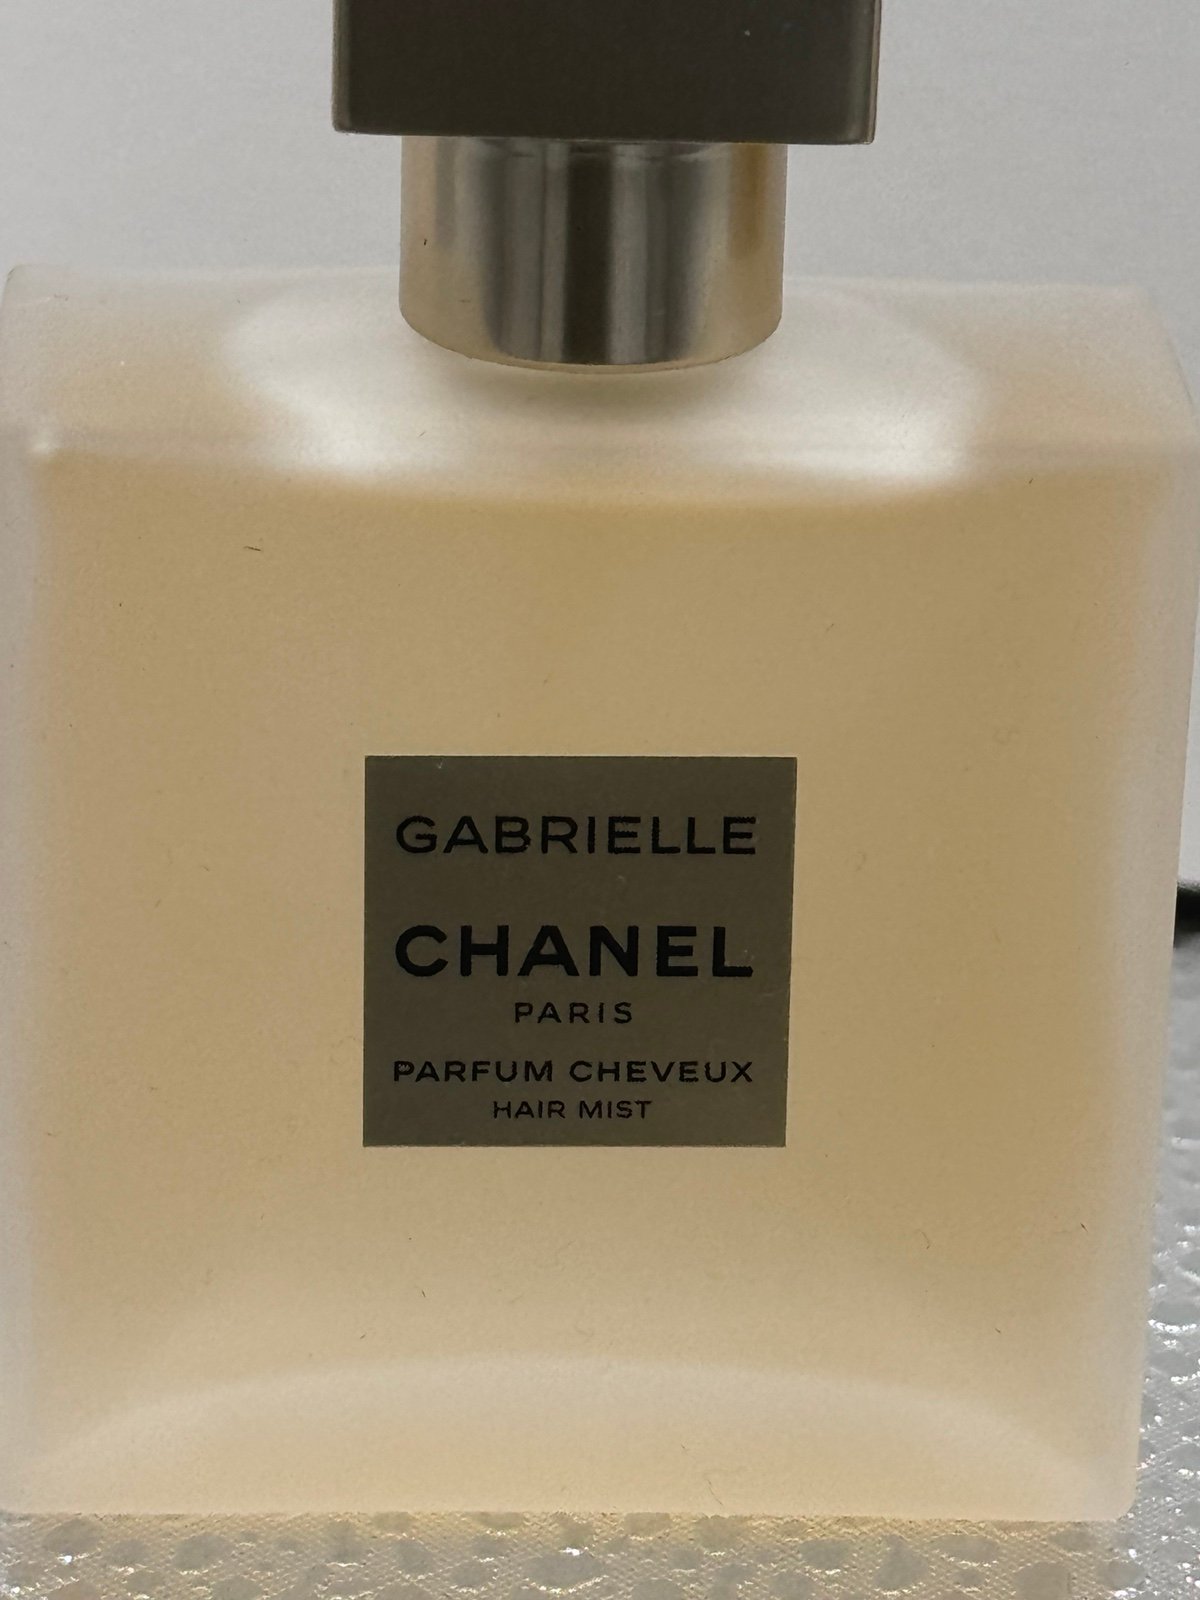 GABRIELLE
CHANEL
PARIS
PARFUM CHEVEUX
HAIR MIST